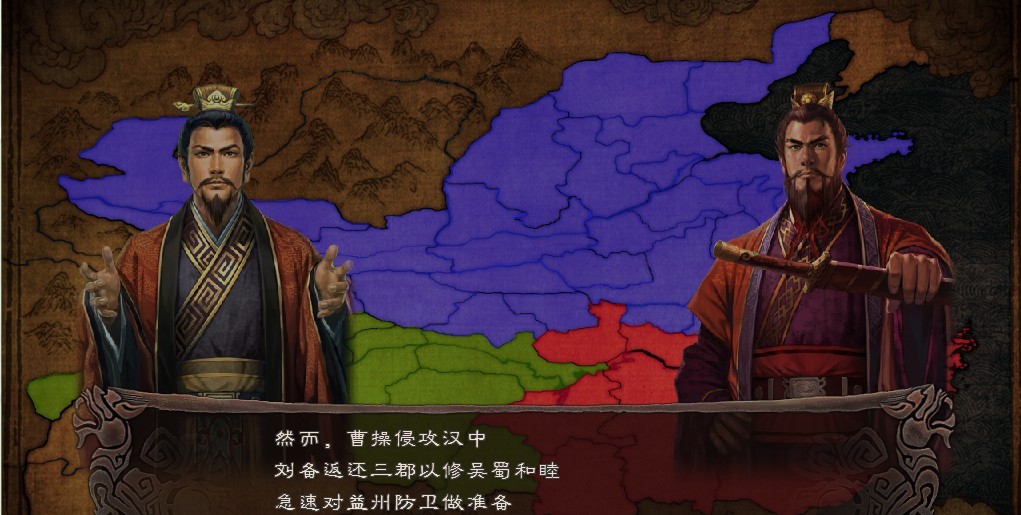 然而，曹操侵攻汉中
刘备返还三郡以修吴蜀和睦
急速对益州防卫做准备